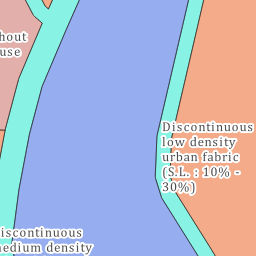 hout
use
Discontinuous
low density
urban fabric
(S.L. : 10% -
30%)
iscontinuous
edium density